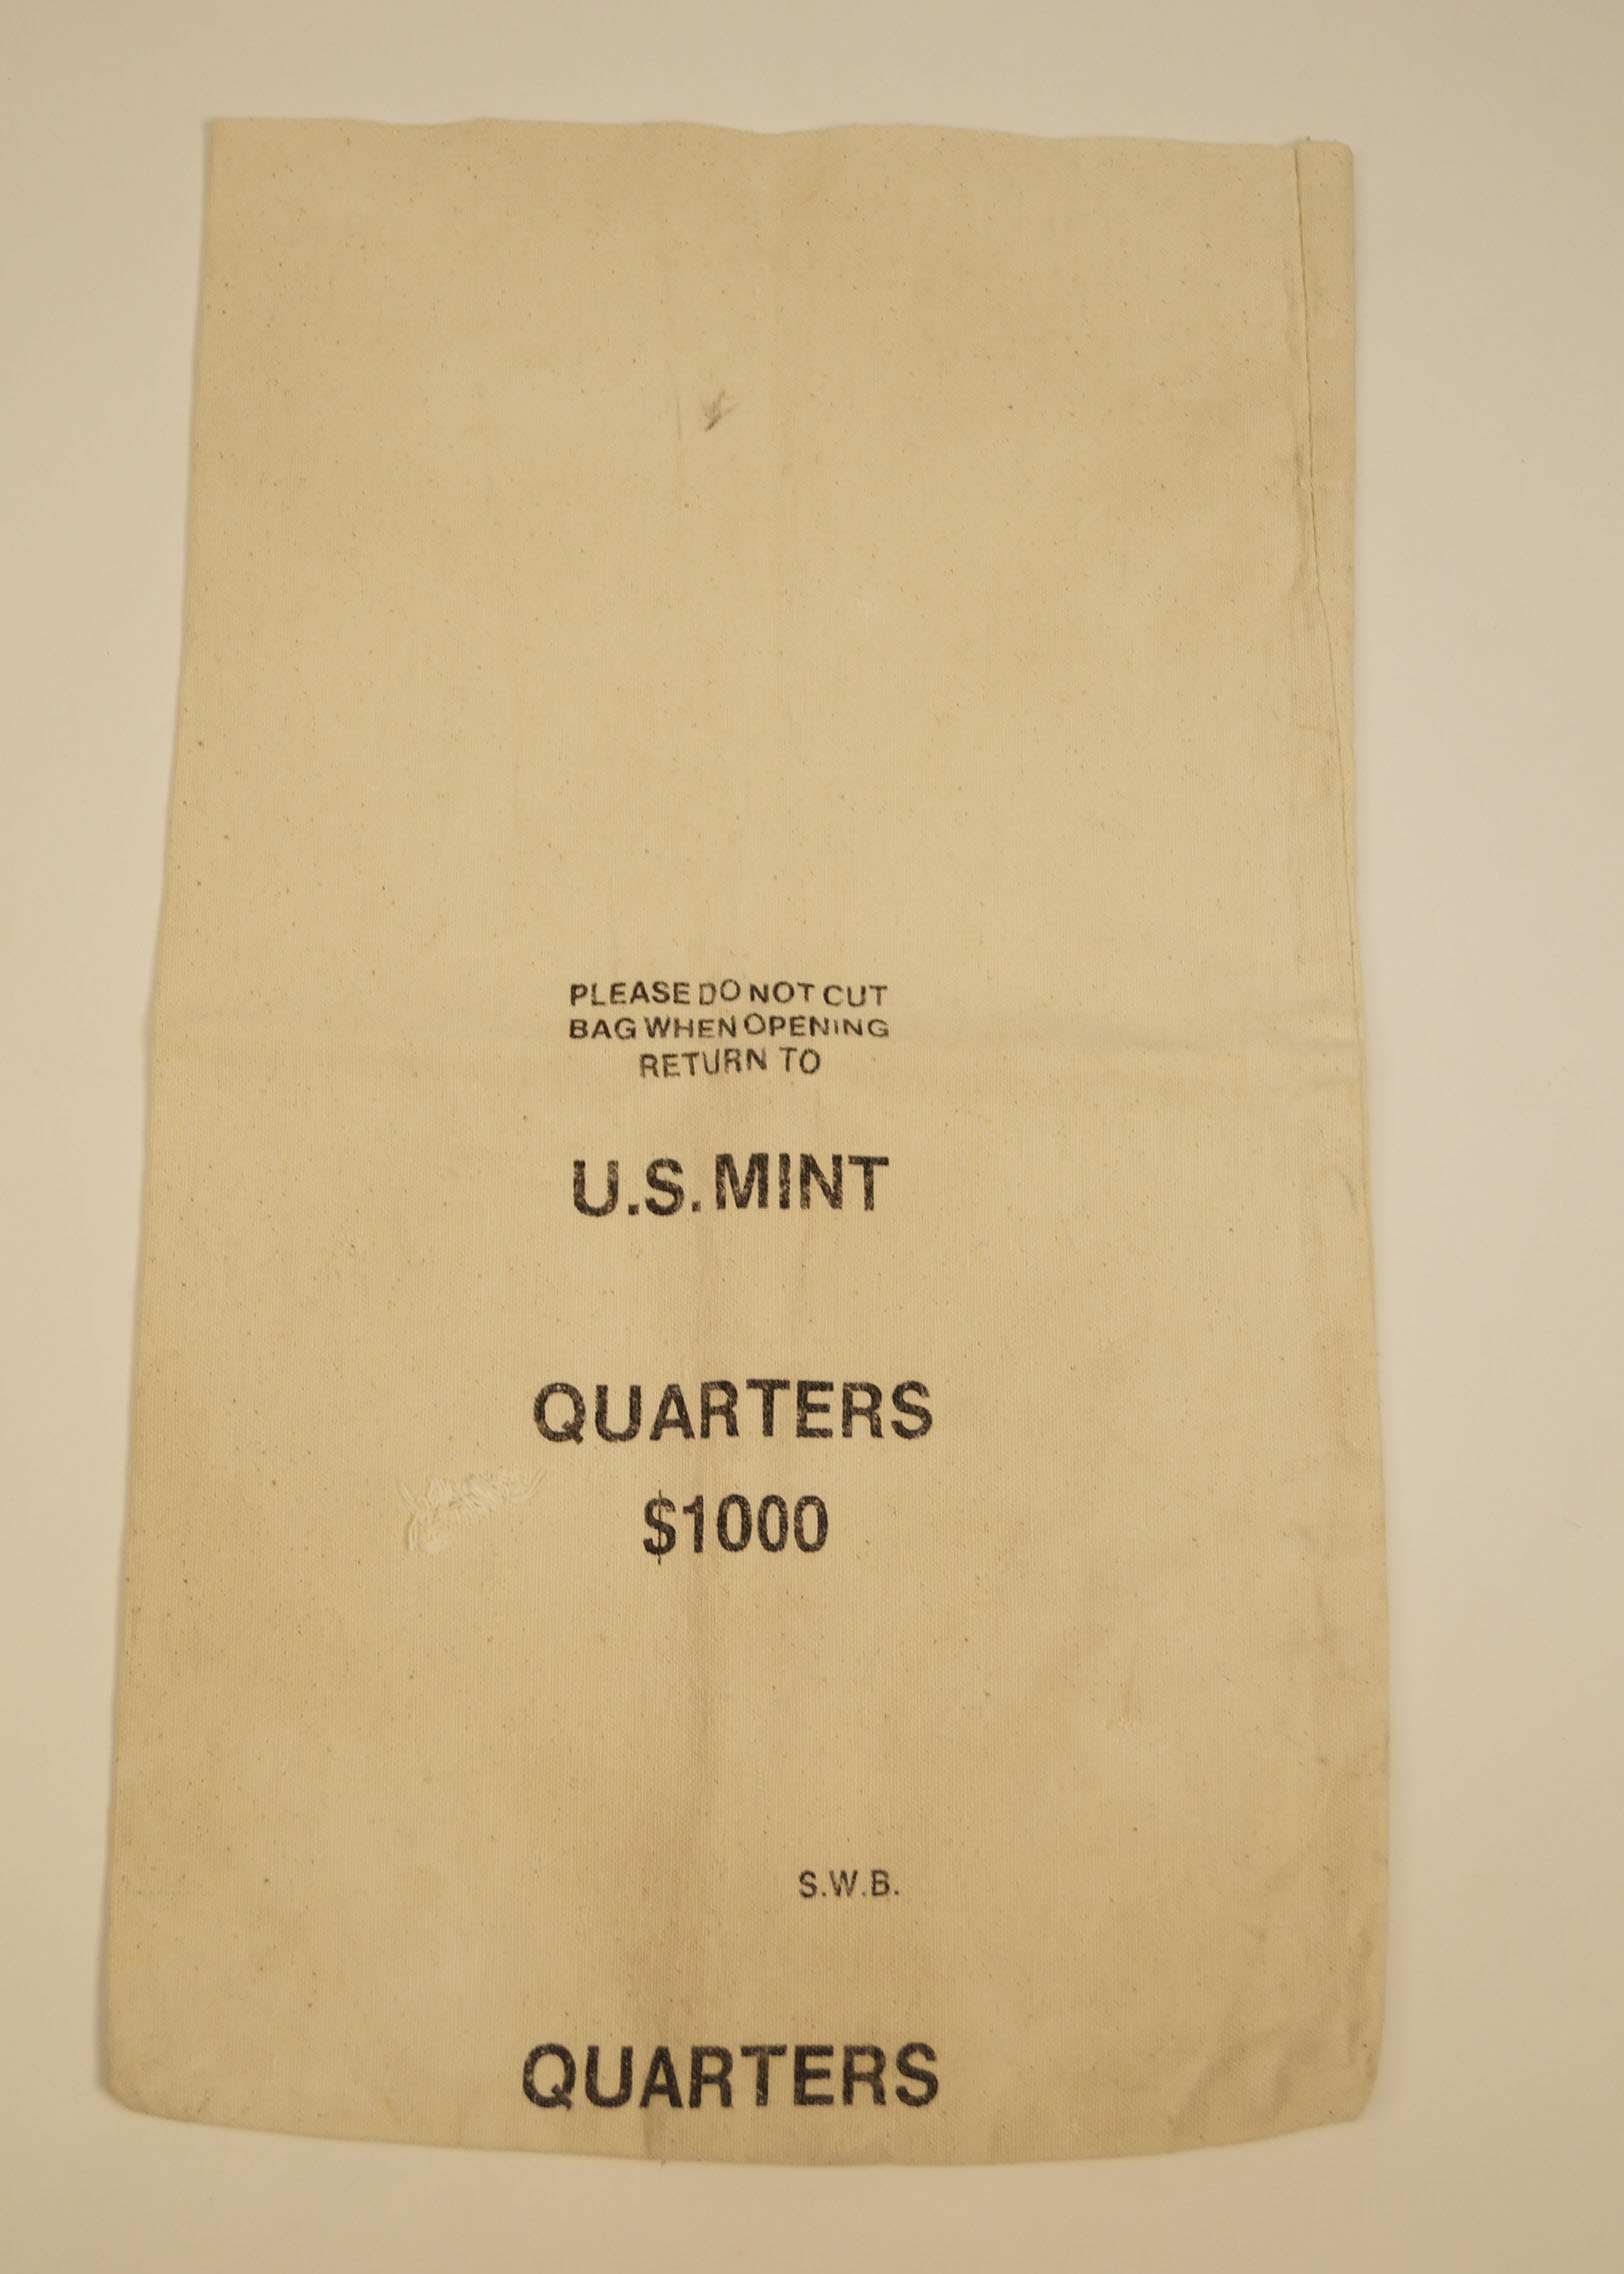 PLEASE DO NOT CUT
BAG WHEN OPENING
RETURN TO
U.S. MINT
QUARTERS
$1000
S.W.B.
QUARTERS